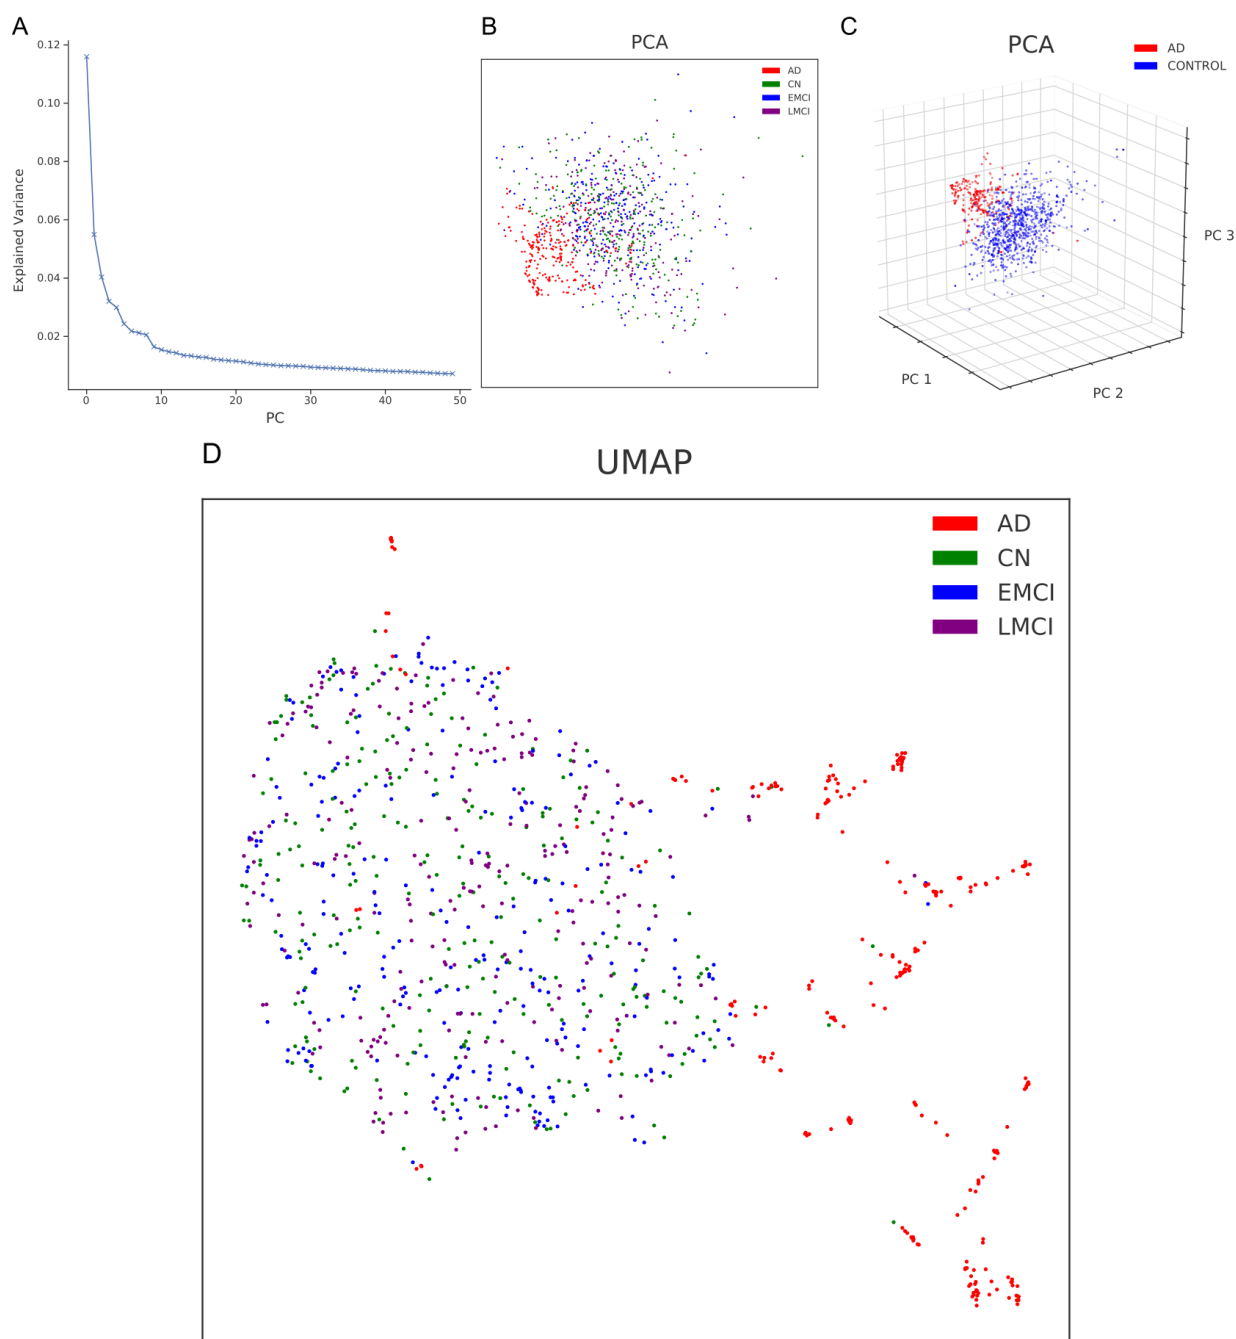 A
0.12
0.10
0.08
0.06
0.04
0.02
Explained Variance
0
10
20
30
40
50
PC
B
PCA
AD
CN
EMCI
LMCI
C
PCA
AD
CONTROL
PC 1
PC 2
PC 3
D
UMAP
AD
CN
EMCI
LMCI